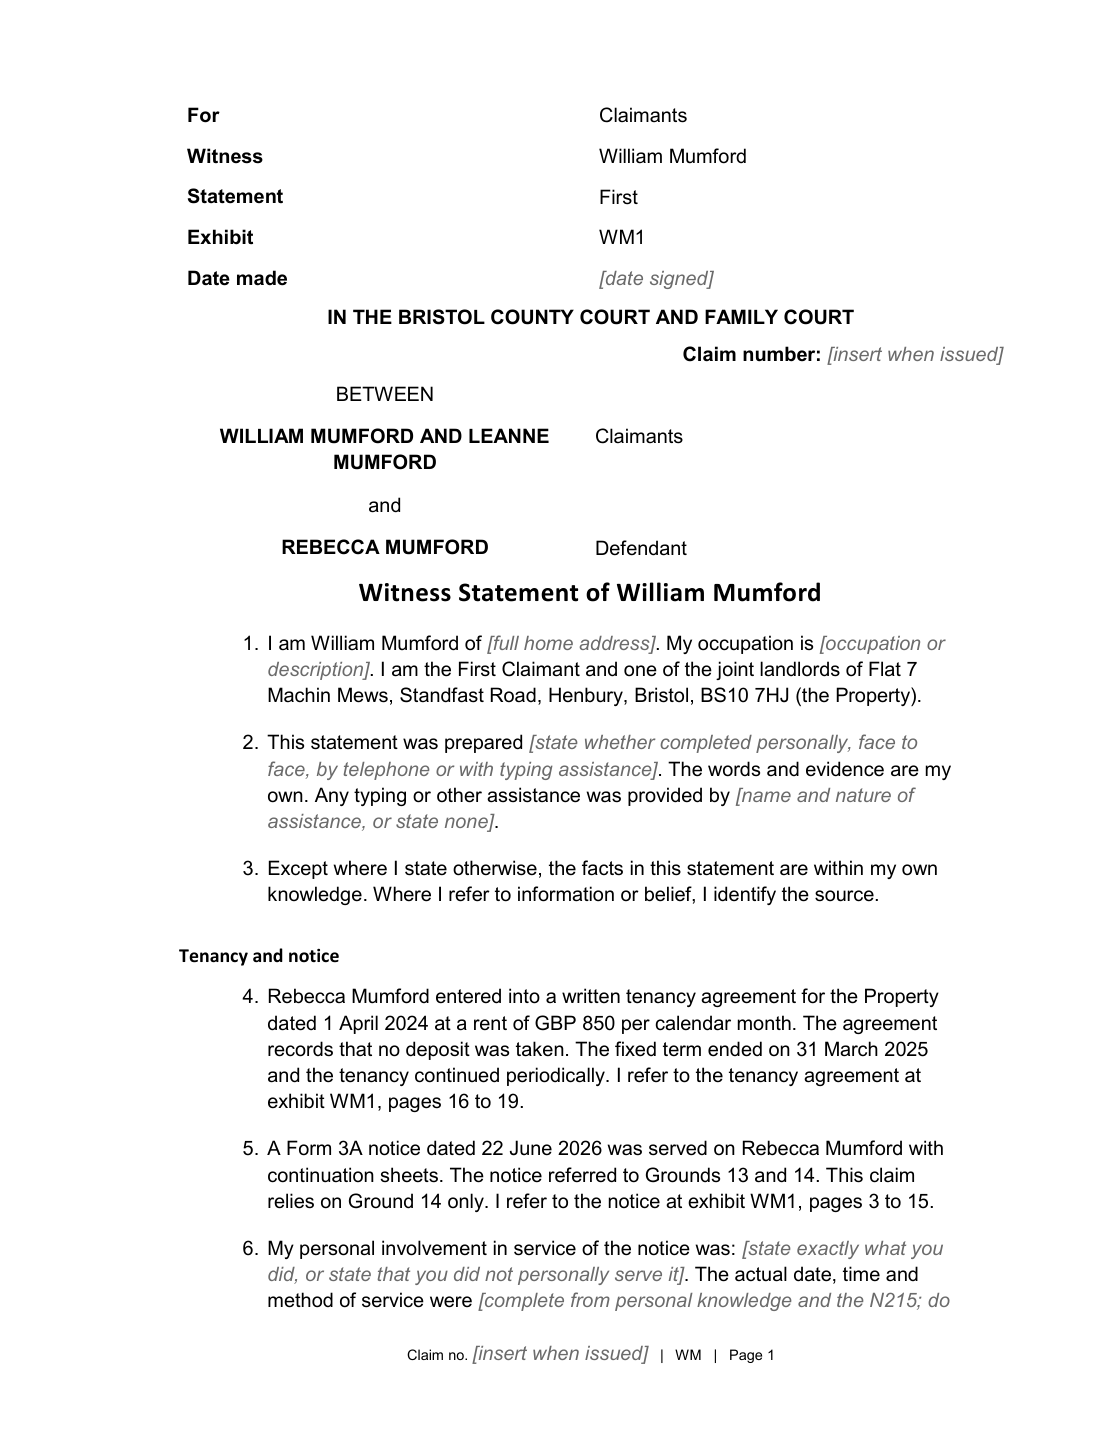 For Claimants
Witness William Mumford
Statement First
Exhibit WM1
Date made [date signed]
IN THE BRISTOL COUNTY COURT AND FAMILY COURT
Claim number: [insert when issued]
BETWEEN
WILLIAM MUMFORD AND LEANNE Claimants
MUMFORD
and
REBECCA MUMFORD Defendant
Witness Statement of William Mumford
1. I am William Mumford of [full home address]. My occupation is [occupation or
description]. I am the First Claimant and one of the joint landlords of Flat 7
Machin Mews, Standfast Road, Henbury, Bristol, BS10 7HJ (the Property).
2. This statement was prepared [state whether completed personally, face to
face, by telephone or with typing assistance]. The words and evidence are my
own. Any typing or other assistance was provided by [name and nature of
assistance, or state none].
3. Except where I state otherwise, the facts in this statement are within my own
knowledge. Where I refer to information or belief, I identify the source.
Tenancy and notice
4. Rebecca Mumford entered into a written tenancy agreement for the Property
dated 1 April 2024 at a rent of GBP 850 per calendar month. The agreement
records that no deposit was taken. The fixed term ended on 31 March 2025
and the tenancy continued periodically. I refer to the tenancy agreement at
exhibit WM1, pages 16 to 19.
5. A Form 3A notice dated 22 June 2026 was served on Rebecca Mumford with
continuation sheets. The notice referred to Grounds 13 and 14. This claim
relies on Ground 14 only. I refer to the notice at exhibit WM1, pages 3 to 15.
6. My personal involvement in service of the notice was: [state exactly what you
did, or state that you did not personally serve it]. The actual date, time and
method of service were [complete from personal knowledge and the N215; do
Claim no. [insert when issued] | WM | Page 1